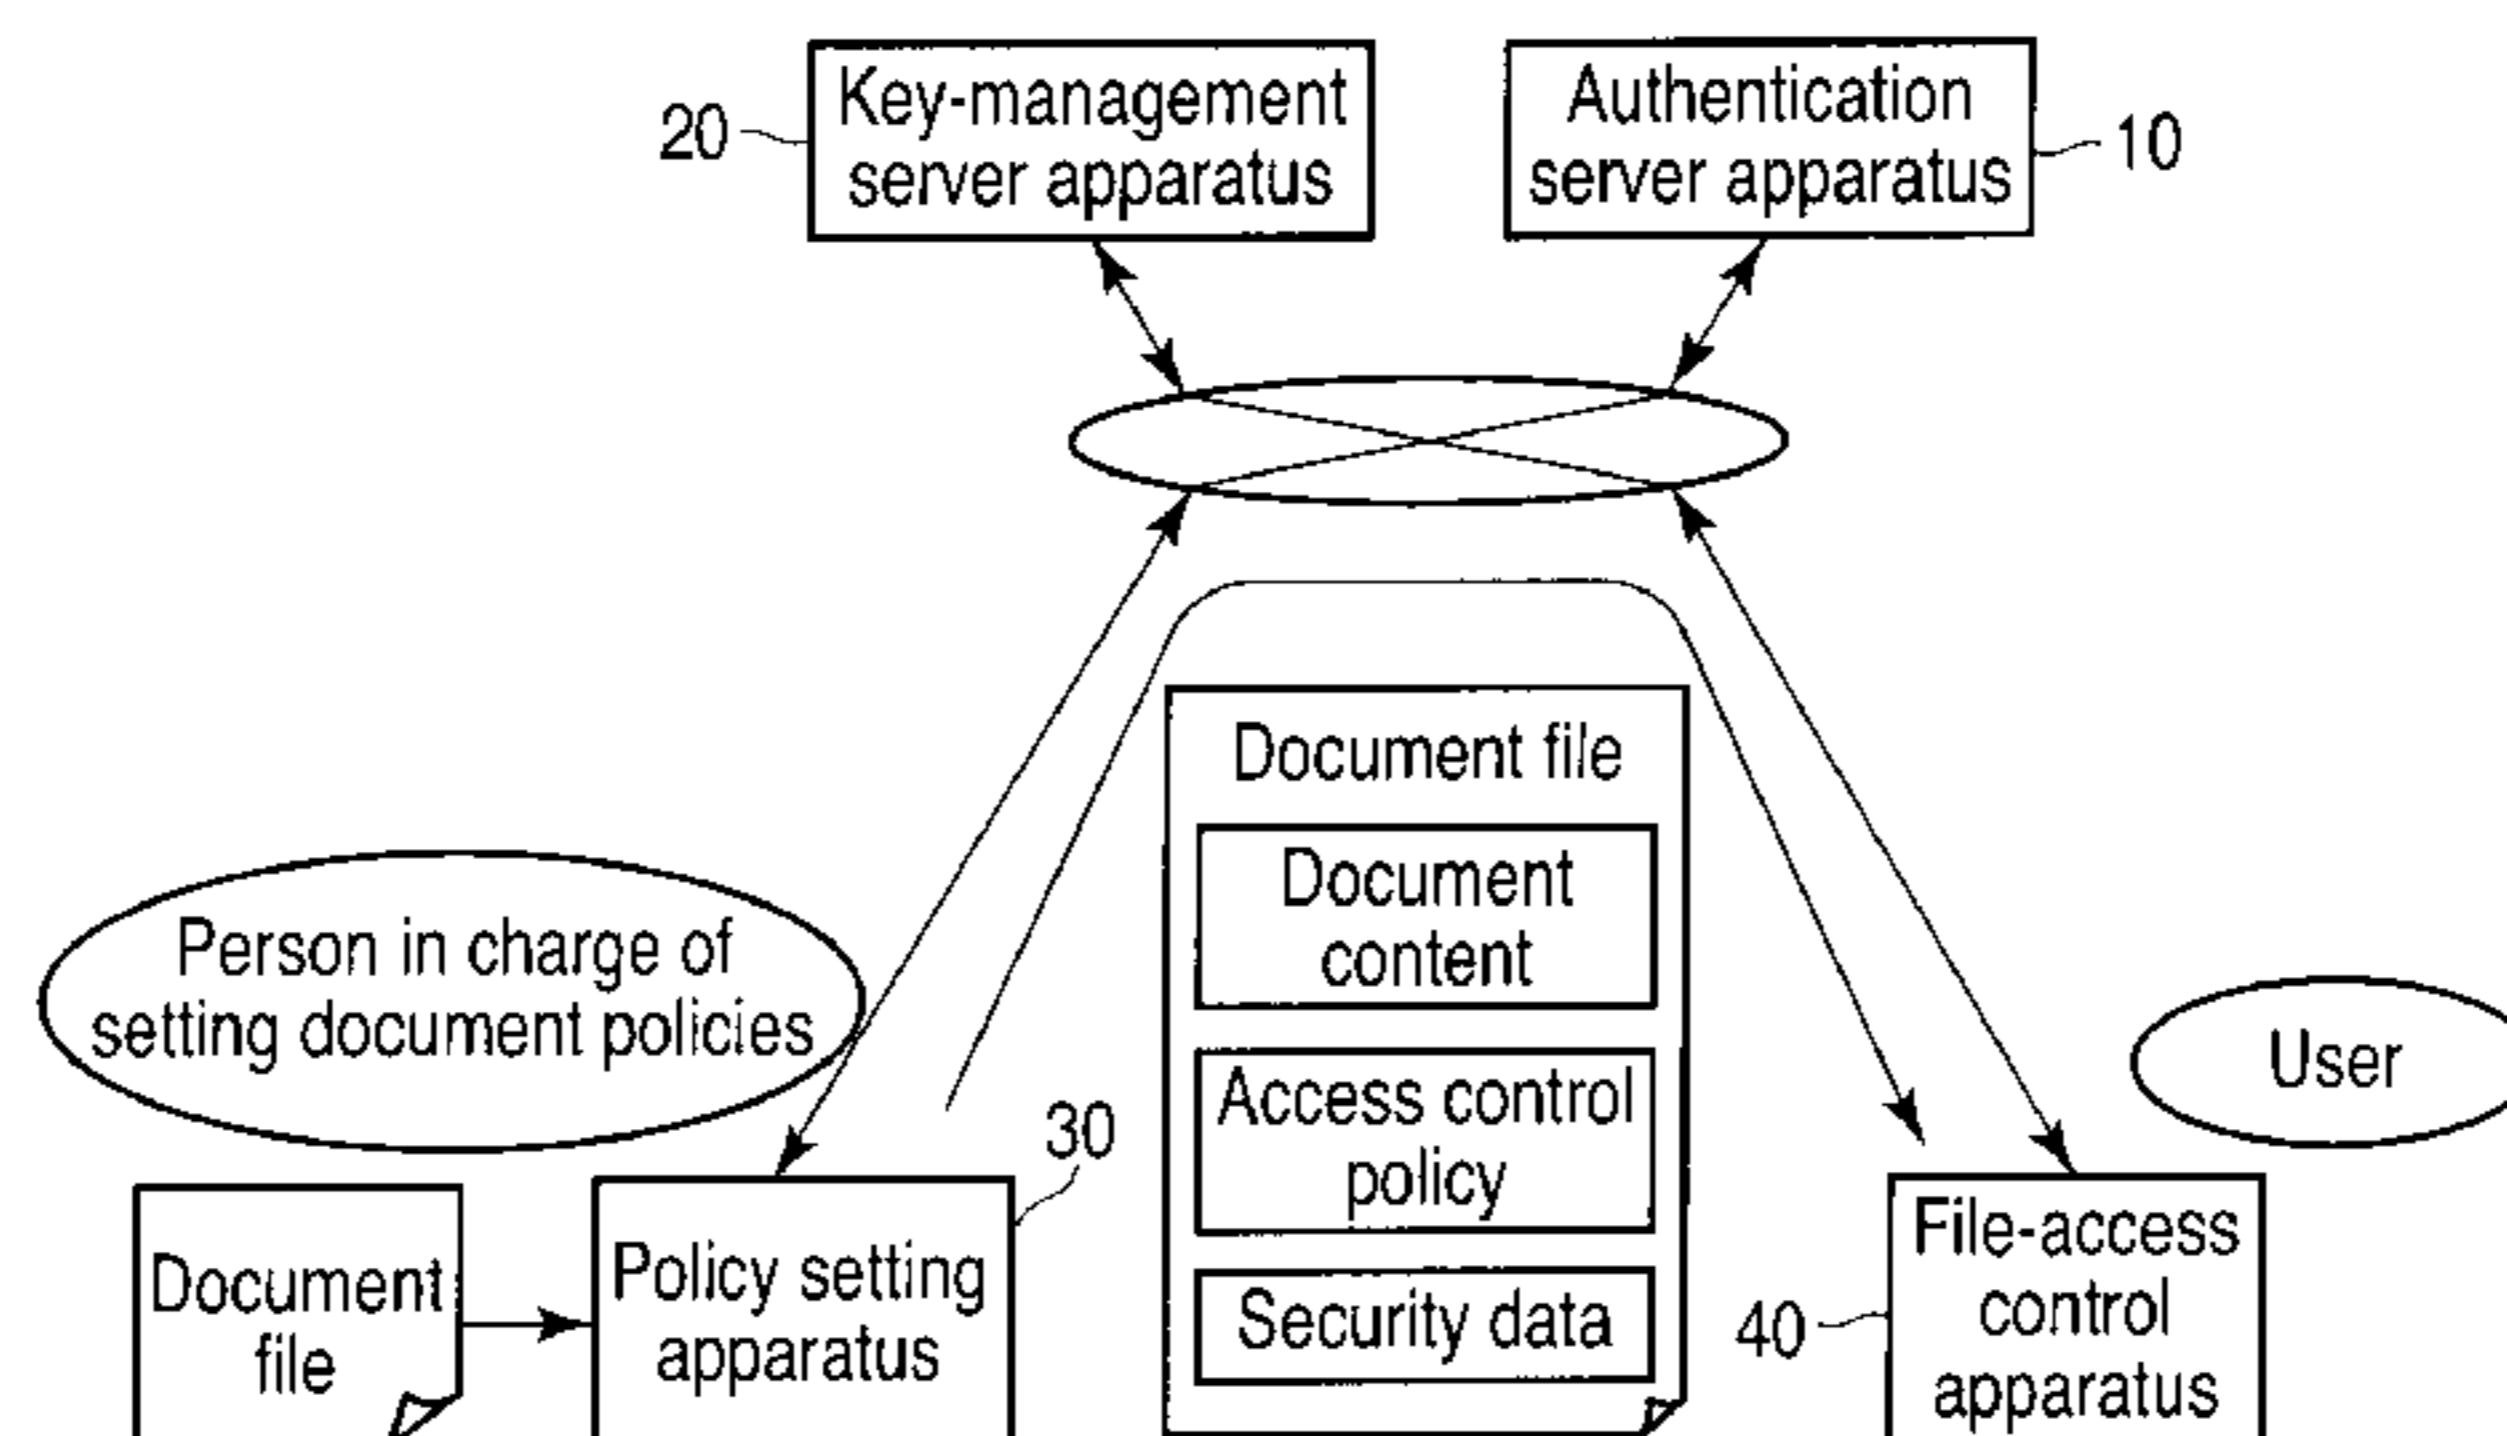 20
Key-management
server apparatus
Authentication
server apparatus
10
Document file
Document
content
Access control
policy
Security data
Person in charge of
setting document policies
User
30
Document
file
Policy setting
apparatus
40
File-access
control
apparatus